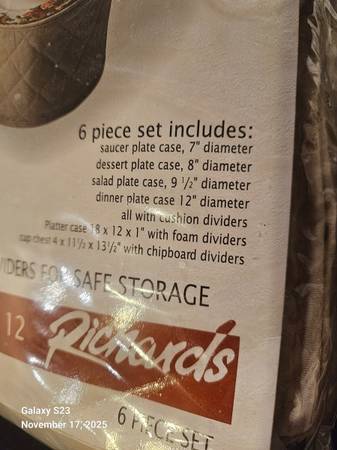 6 piece set includes:
saucer plate case, 7" diameter
dessert plate case, 8" diameter
salad plate case, 9 1/2" diameter
dinner plate case 12" diameter
all with cushion dividers
Platter case 18 x 12 x 1" with foam dividers
cup chest 4 x 11 1/2 x 13 1/2" with chipboard dividers
VIDERS FOR SAFE STORAGE
12 Richards
6 PIECE SET
Galaxy S23
November 17, 2025